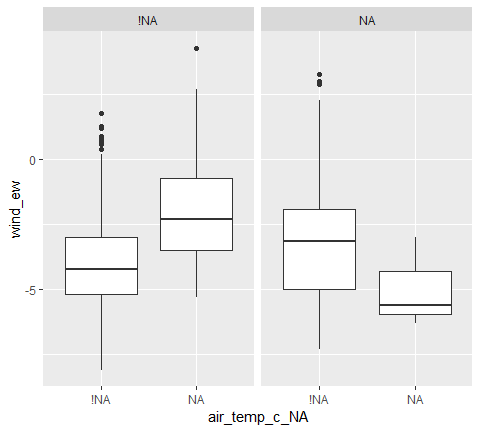 !NA NA
wind_ew
0
-5
!NA NA !NA NA
air_temp_c_NA